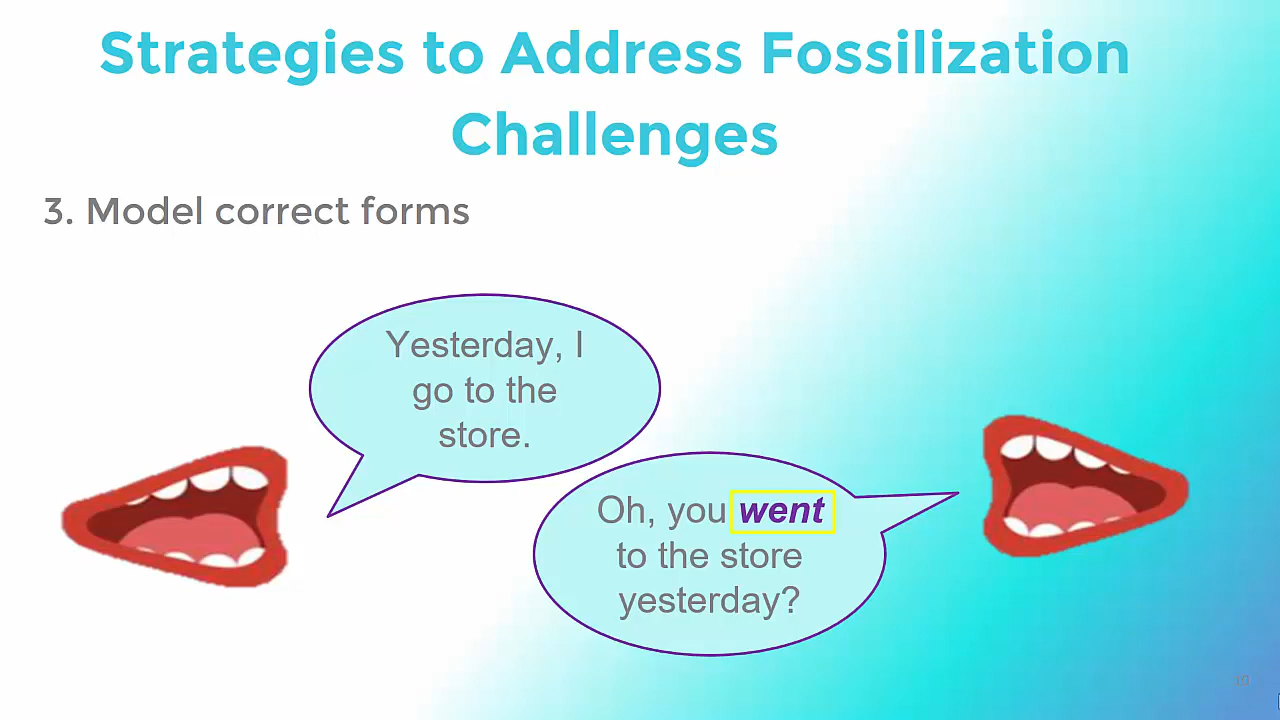 Strategies to Address Fossilization
Challenges
3. Model correct forms
Yesterday, I
go to the
store.
Oh, you went
to the store
yesterday?